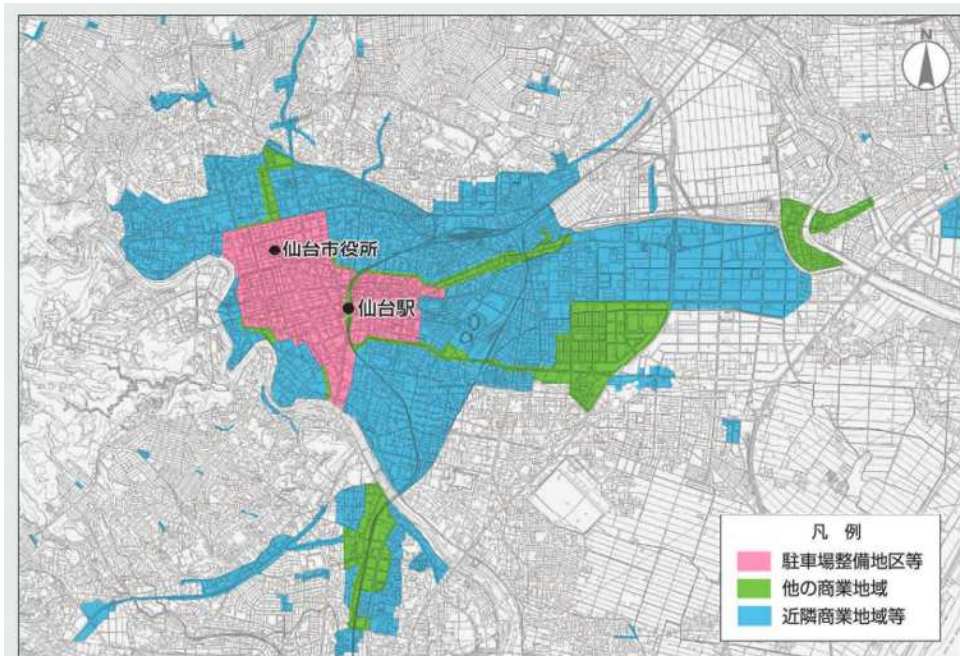 N
仙台市役所
仙台駅
凡 例
駐車場整備地区等
他の商業地域
近隣商業地域等